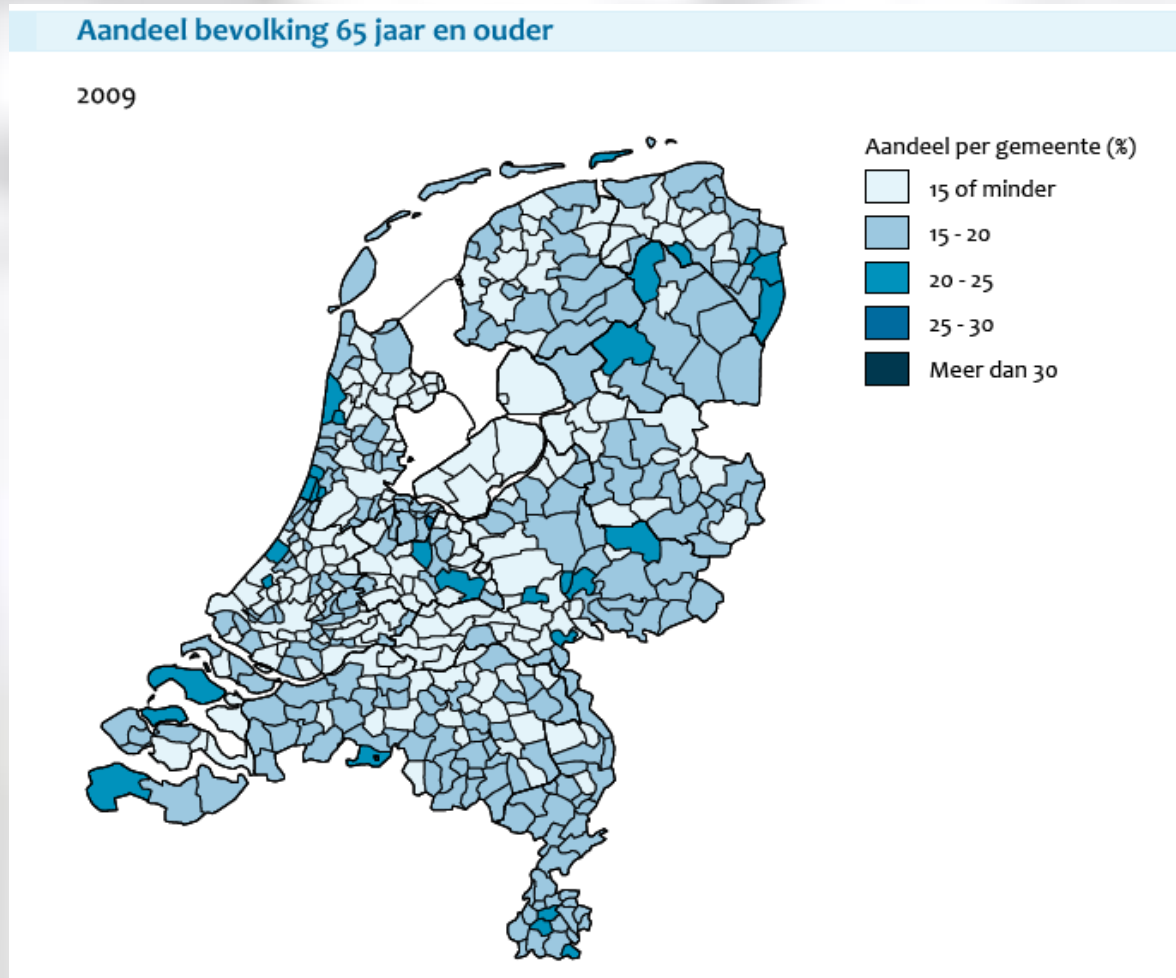 Aandeel bevolking 65 jaar en ouder
2009
Aandeel per gemeente (%)
15 of minder
15 - 20
20 - 25
25 - 30
Meer dan 30